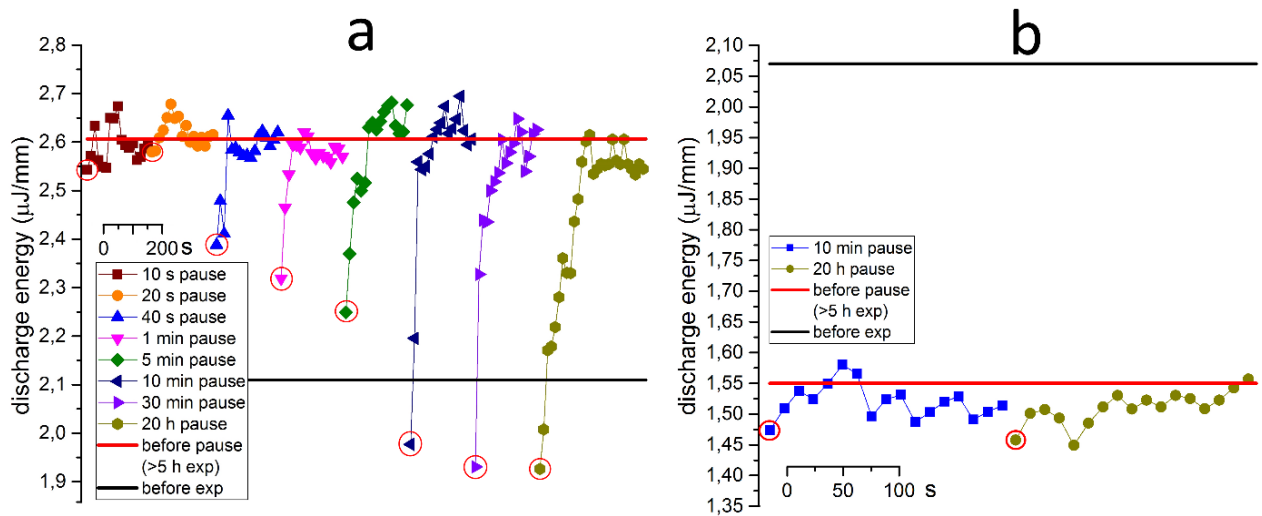 a
2,8
2,7
2,6
2,5
2,4
2,3
2,2
2,1
2,0
1,9
discharge energy (μJ/mm)
0 200 s
10 s pause
20 s pause
40 s pause
1 min pause
5 min pause
10 min pause
30 min pause
20 h pause
before pause
(>5 h exp)
before exp
b
2,10
2,05
2,00
1,95
1,90
1,85
1,80
1,75
1,70
1,65
1,60
1,55
1,50
1,45
1,40
1,35
discharge energy (μJ/mm)
10 min pause
20 h pause
before pause
(>5 h exp)
before exp
0 50 100 s